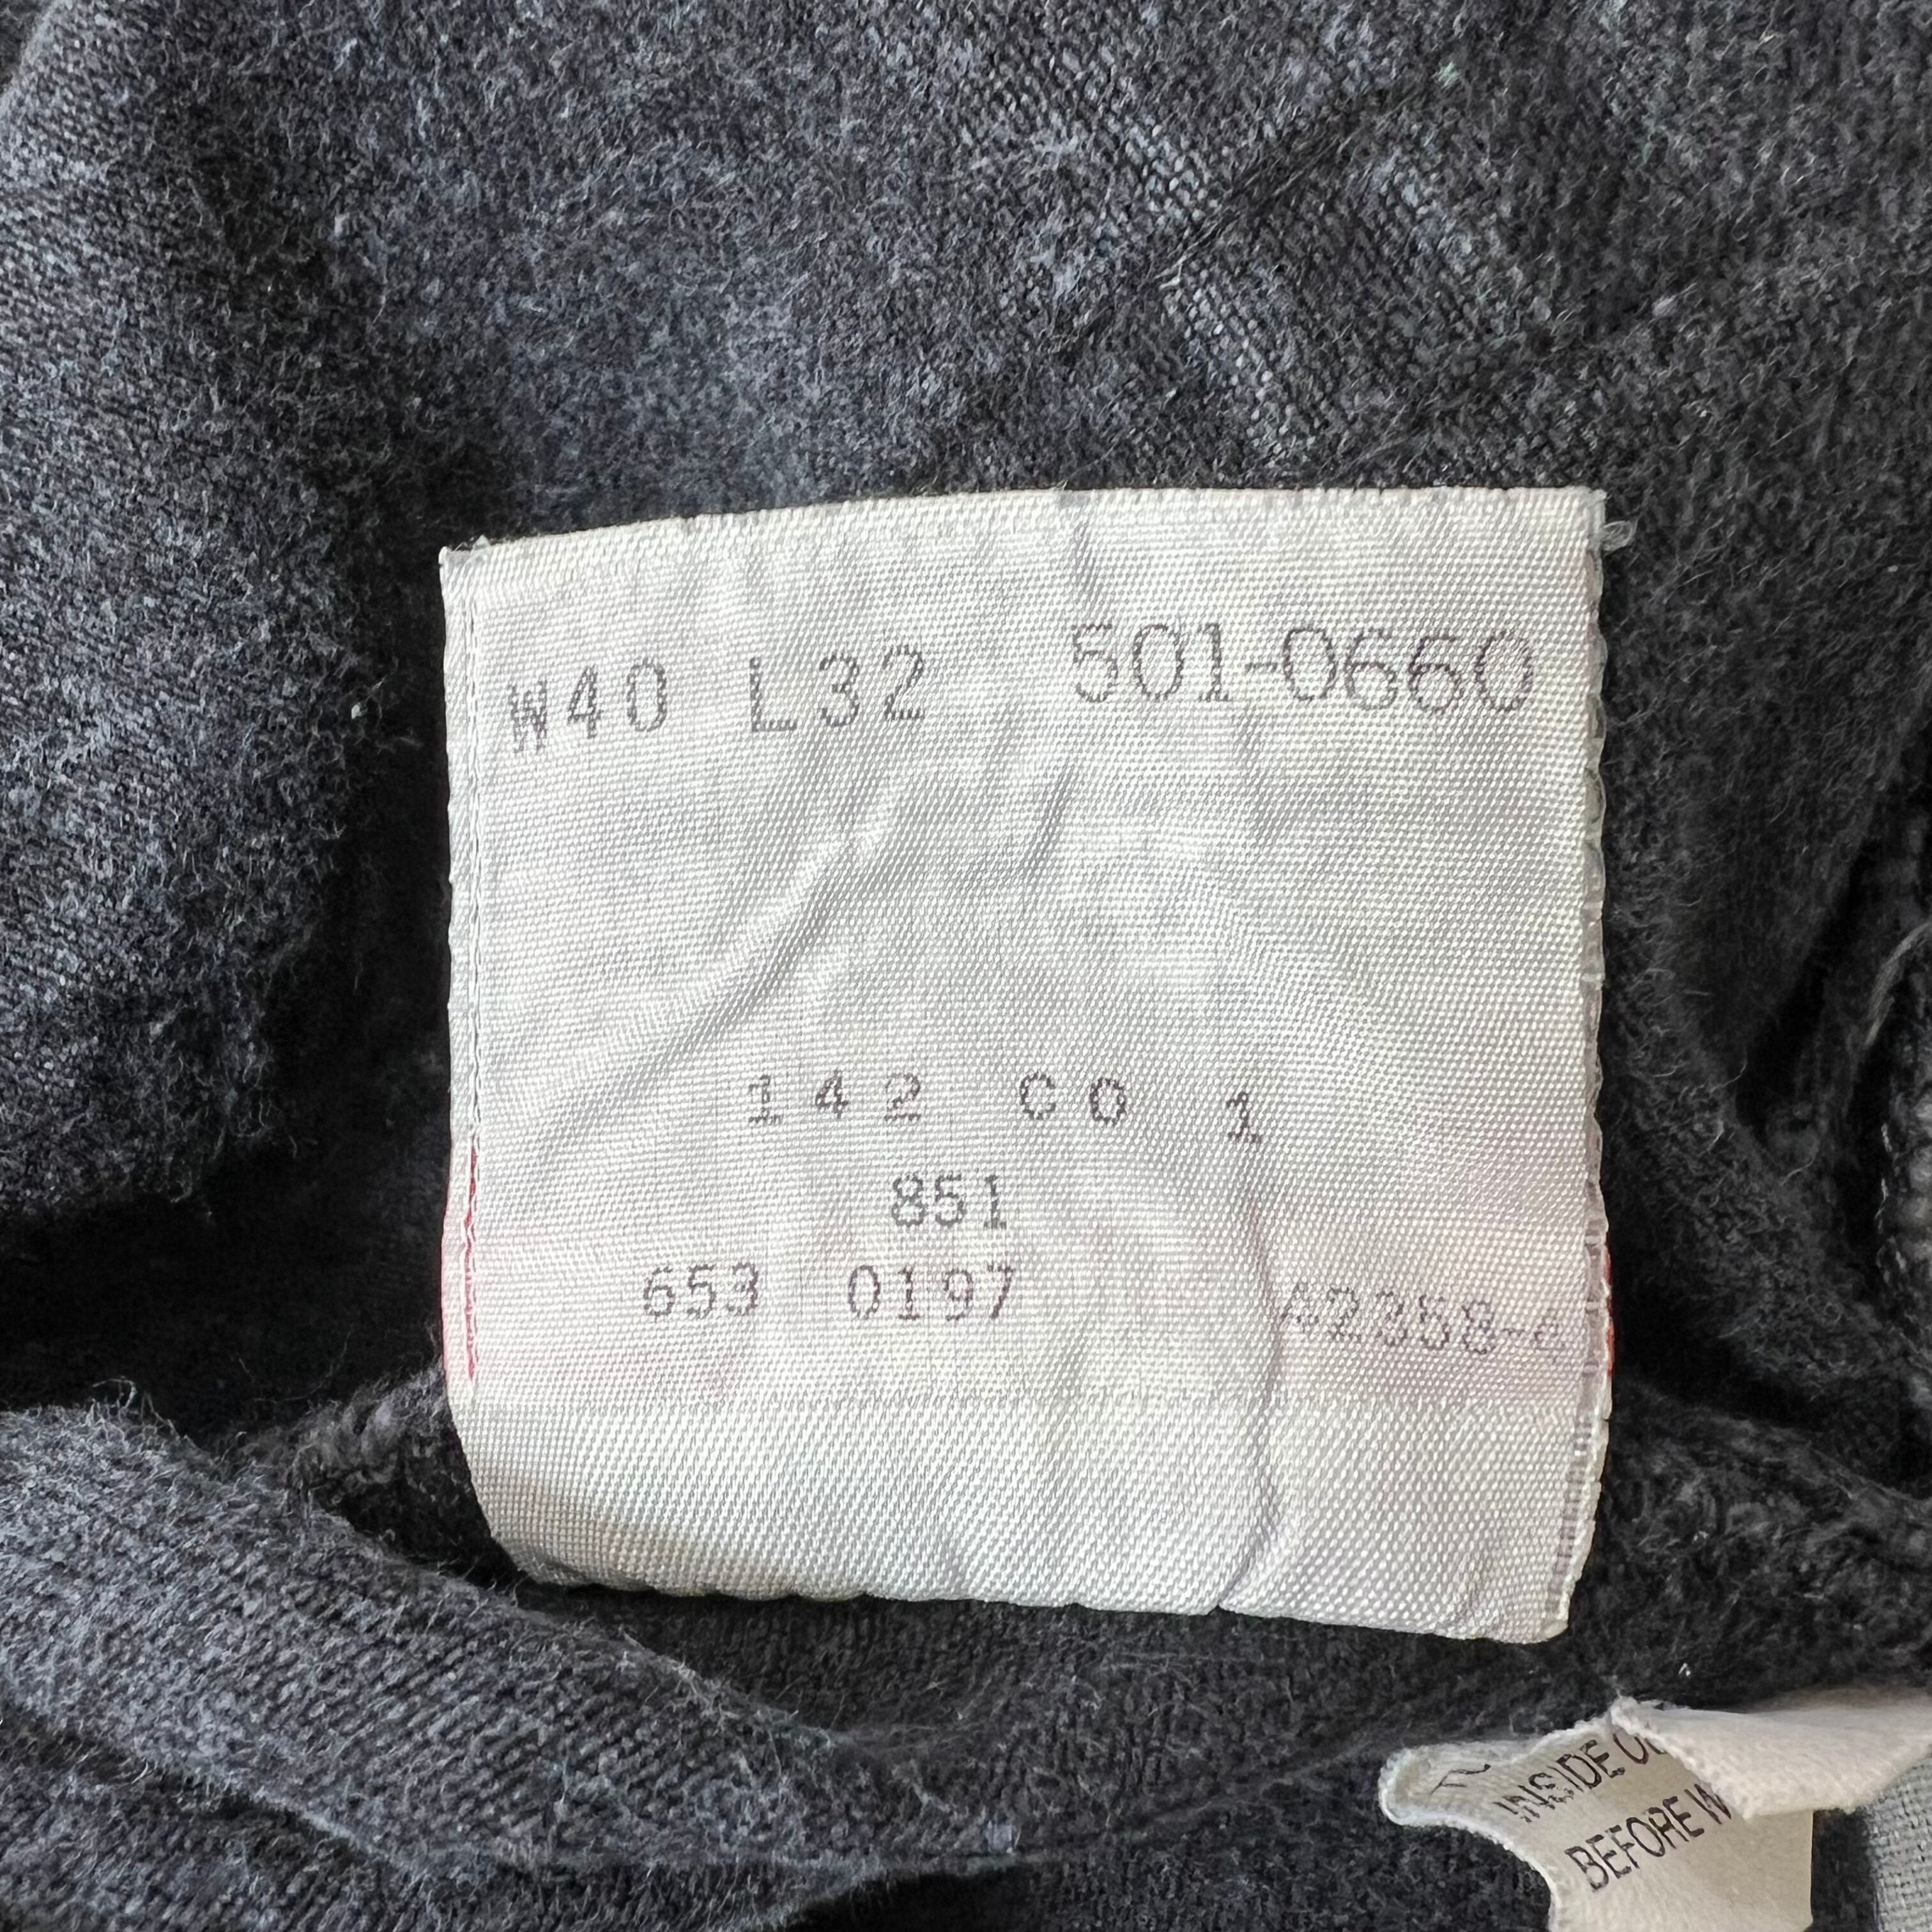 W40 L32 501-0660
142 C0 1
851
653 0197
INSIDE
BEFORE